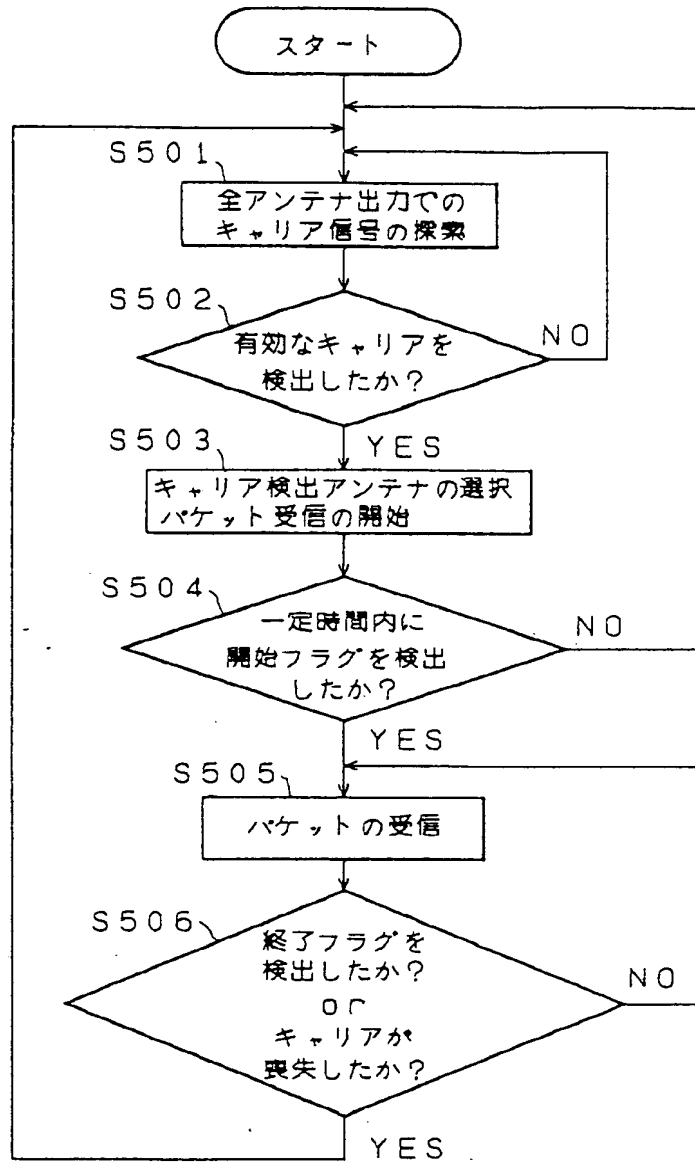 スタート
S501
全アンテナ出力での
キャリア信号の探索
S502
有効なキャリアを
検出したか?
NO
YES
S503
キャリア検出アンテナの選択
パケット受信の開始
S504
一定時間内に
開始フラグを検出
したか?
NO
YES
S505
パケットの受信
S506
終了フラグを
検出したか?
or
キャリアが
喪失したか?
NO
YES